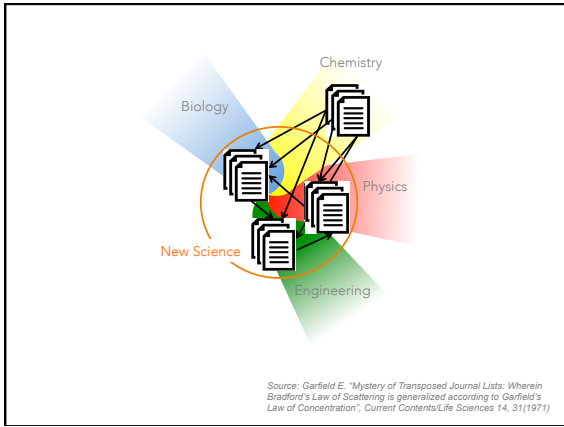 Chemistry
Biology
Physics
New Science
Engineering
Source: Garfield E. "Mystery of Transposed Journal Lists: Wherein
Bradford's Law of Scattering is generalized according to Garfield's
Law of Concentration", Current Contents/Life Sciences 14, 31(1971)